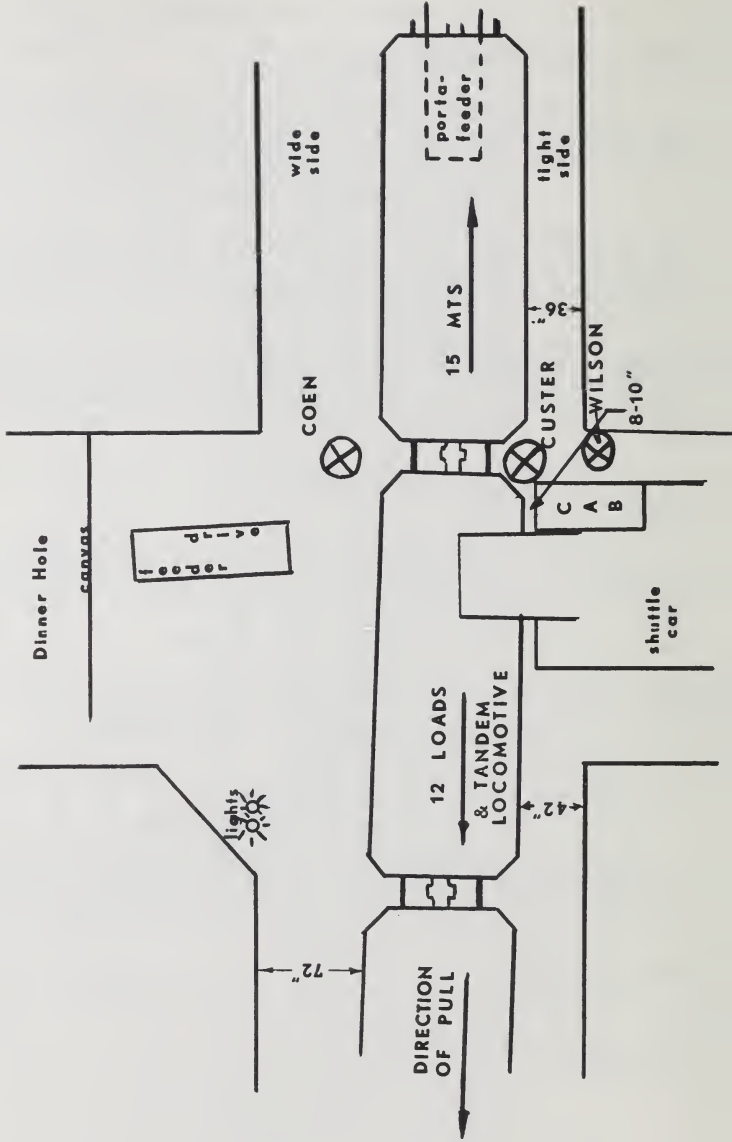 Dinner Hole
canvas
feeder
drive
lights
72"
COEN
wide
side
porta-
feeder
15 MTS
tight
side
36"
CUSTER
WILSON
8-10"
CAB
shuttle
car
12 LOADS
& TANDEM
LOCOMOTIVE
42"
DIRECTION
OF PULL